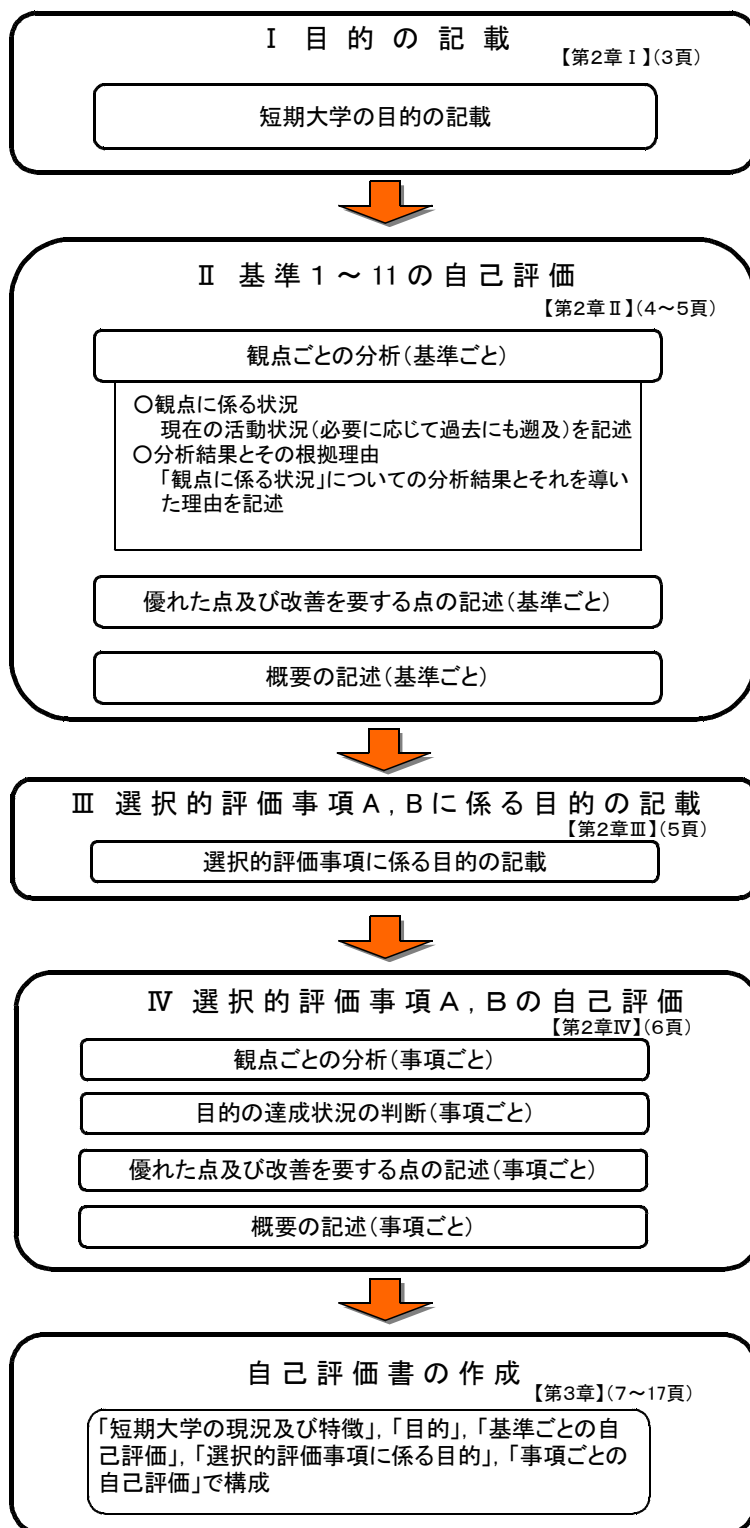 Ⅰ 目的の記載
【第2章Ⅰ】(3頁)
短期大学の目的の記載
Ⅱ 基準1～11の自己評価
【第2章Ⅱ】(4～5頁)
観点ごとの分析(基準ごと)
○観点に係る状況
現在の活動状況(必要に応じて過去にも遡及)を記述
○分析結果とその根拠理由
「観点に係る状況」についての分析結果とそれを導い
た理由を記述
優れた点及び改善を要する点の記述(基準ごと)
概要の記述(基準ごと)
Ⅲ 選択的評価事項A,Bに係る目的の記載
【第2章Ⅲ】(5頁)
選択的評価事項に係る目的の記載
Ⅳ 選択的評価事項A,Bの自己評価
【第2章Ⅳ】(6頁)
観点ごとの分析(事項ごと)
目的の達成状況の判断(事項ごと)
優れた点及び改善を要する点の記述(事項ごと)
概要の記述(事項ごと)
自己評価書の作成
【第3章】(7～17頁)
「短期大学の現況及び特徴」,「目的」,「基準ごとの自
己評価」,「選択的評価事項に係る目的」,「事項ごとの
自己評価」で構成